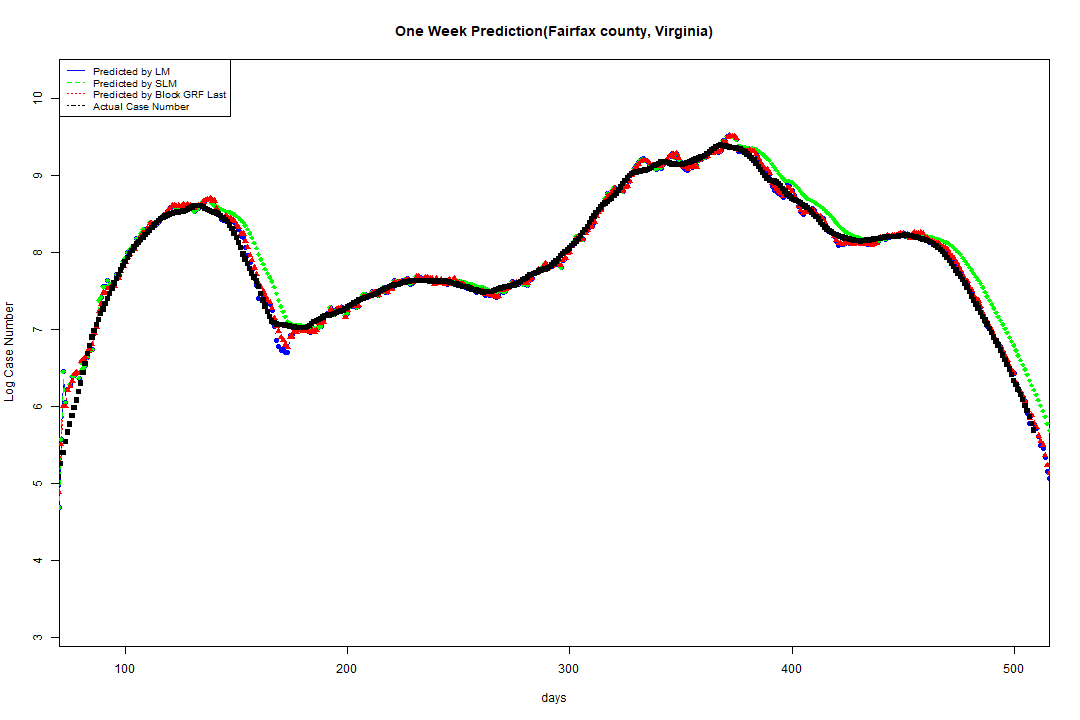 One Week Prediction(Fairfax county, Virginia)
Predicted by LM
Predicted by SLM
Predicted by Block GRF Last
Actual Case Number
10
9
8
7
6
5
4
3
Log Case Number
100 200 300 400 500
days